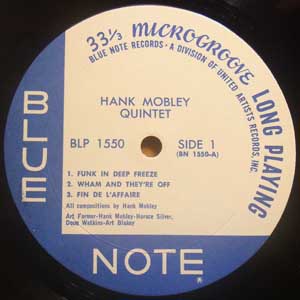 33⅓ MICROGROOVE LONG PLAYING
BLUE NOTE RECORDS • A DIVISION OF UNITED ARTISTS RECORDS, INC.
HANK MOBLEY
QUINTET
BLP 1550 SIDE 1
(BN 1550-A)
1. FUNK IN DEEP FREEZE
2. WHAM AND THEY'RE OFF
3. FIN DE L'AFFAIRE
All compositions by Hank Mobley
Art Farmer-Hank Mobley-Horace Silver,
Doug Watkins-Art Blakey
BLUE
NOTE